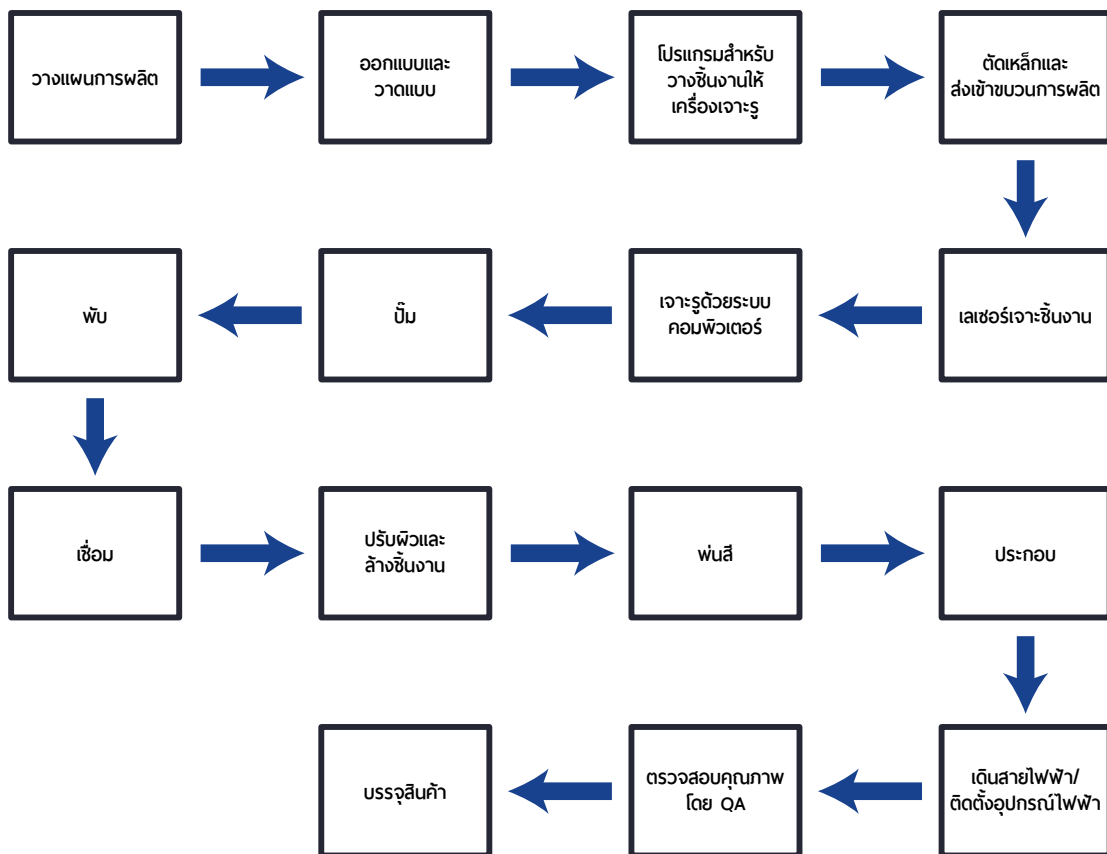 วางแผนการผลิต
ออกแบบและ
วาดแบบ
โปรแกรมสำหรับ
วางชิ้นงานให้
เครื่องเจาะรู
ตัดเหล็กและ
ส่งเข้าขบวนการผลิต
เลเซอร์เจาะชิ้นงาน
เจาะรูด้วยระบบ
คอมพิวเตอร์
ปั๊ม
พับ
เชื่อม
ปรับผิวและ
ล้างชิ้นงาน
พ่นสี
ประกอบ
เดินสายไฟฟ้า/
ติดตั้งอุปกรณ์ไฟฟ้า
ตรวจสอบคุณภาพ
โดย QA
บรรจุสินค้า